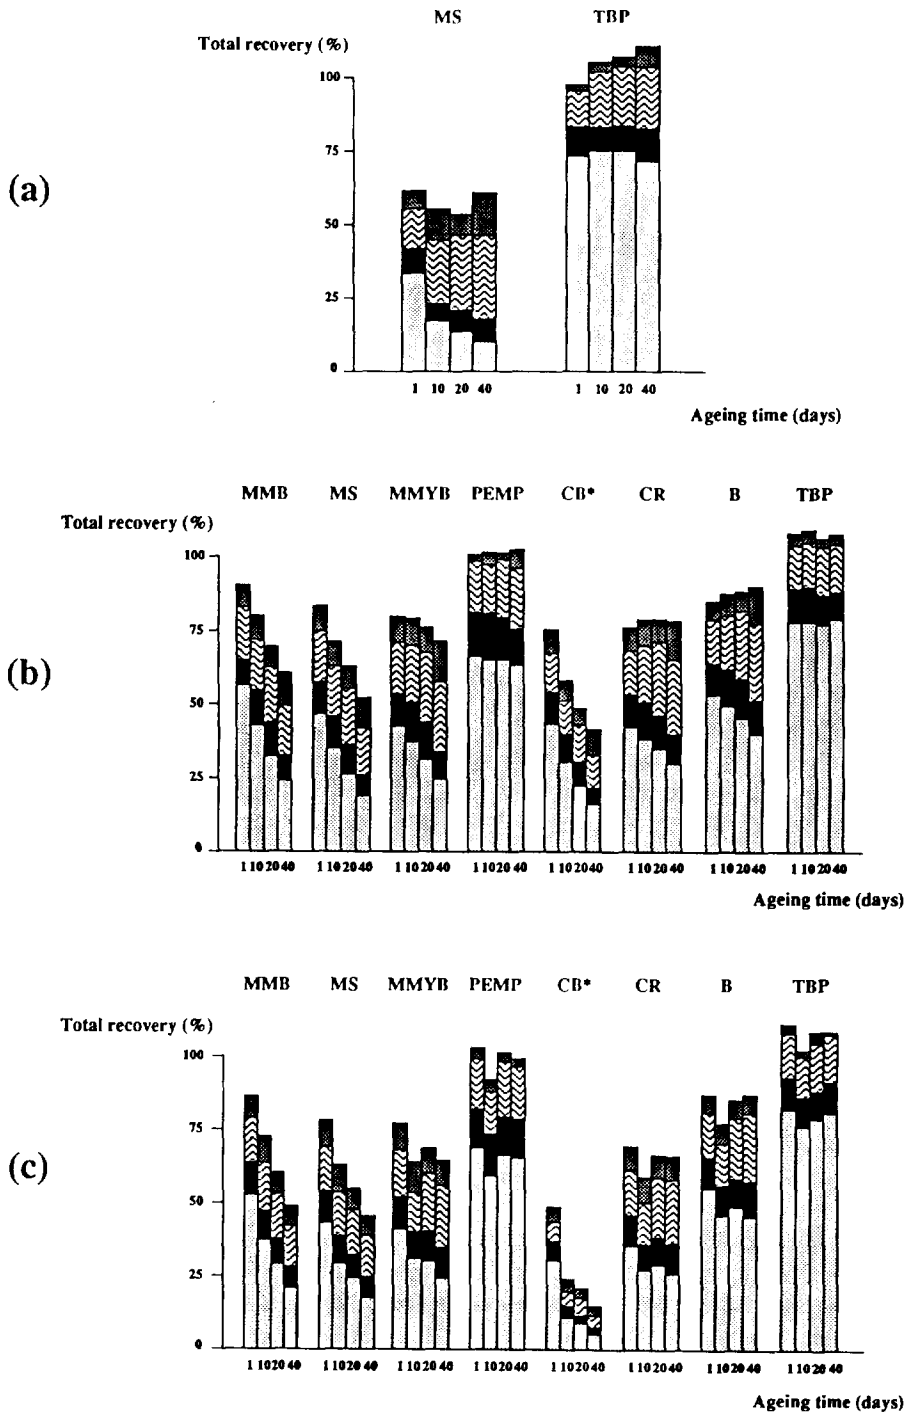 MS TBP
Total recovery (%)
100
75
(a)
50
25
0
1 10 20 40 1 10 20 40
Ageing time (days)
MMB MS MMYB PEMP CB* CR B TBP
Total recovery (%)
100
75
(b)
50
25
0
1 10 20 40 1 10 20 40 1 10 20 40 1 10 20 40 1 10 20 40 1 10 20 40 1 10 20 40 1 10 20 40
Ageing time (days)
MMB MS MMYB PEMP CB* CR B TBP
Total recovery (%)
100
75
(c)
50
25
0
1 10 20 40 1 10 20 40 1 10 20 40 1 10 20 40 1 10 20 40 1 10 20 40 1 10 20 40 1 10 20 40
Ageing time (days)